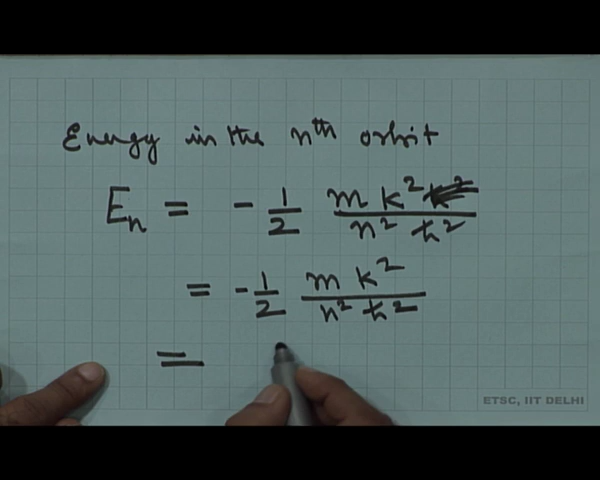 Energy in the nth orbit
En = - 1/2 m k² / n² ħ²
= - 1/2 m k² / n² ħ²
=
ETSC, IIT DELHI